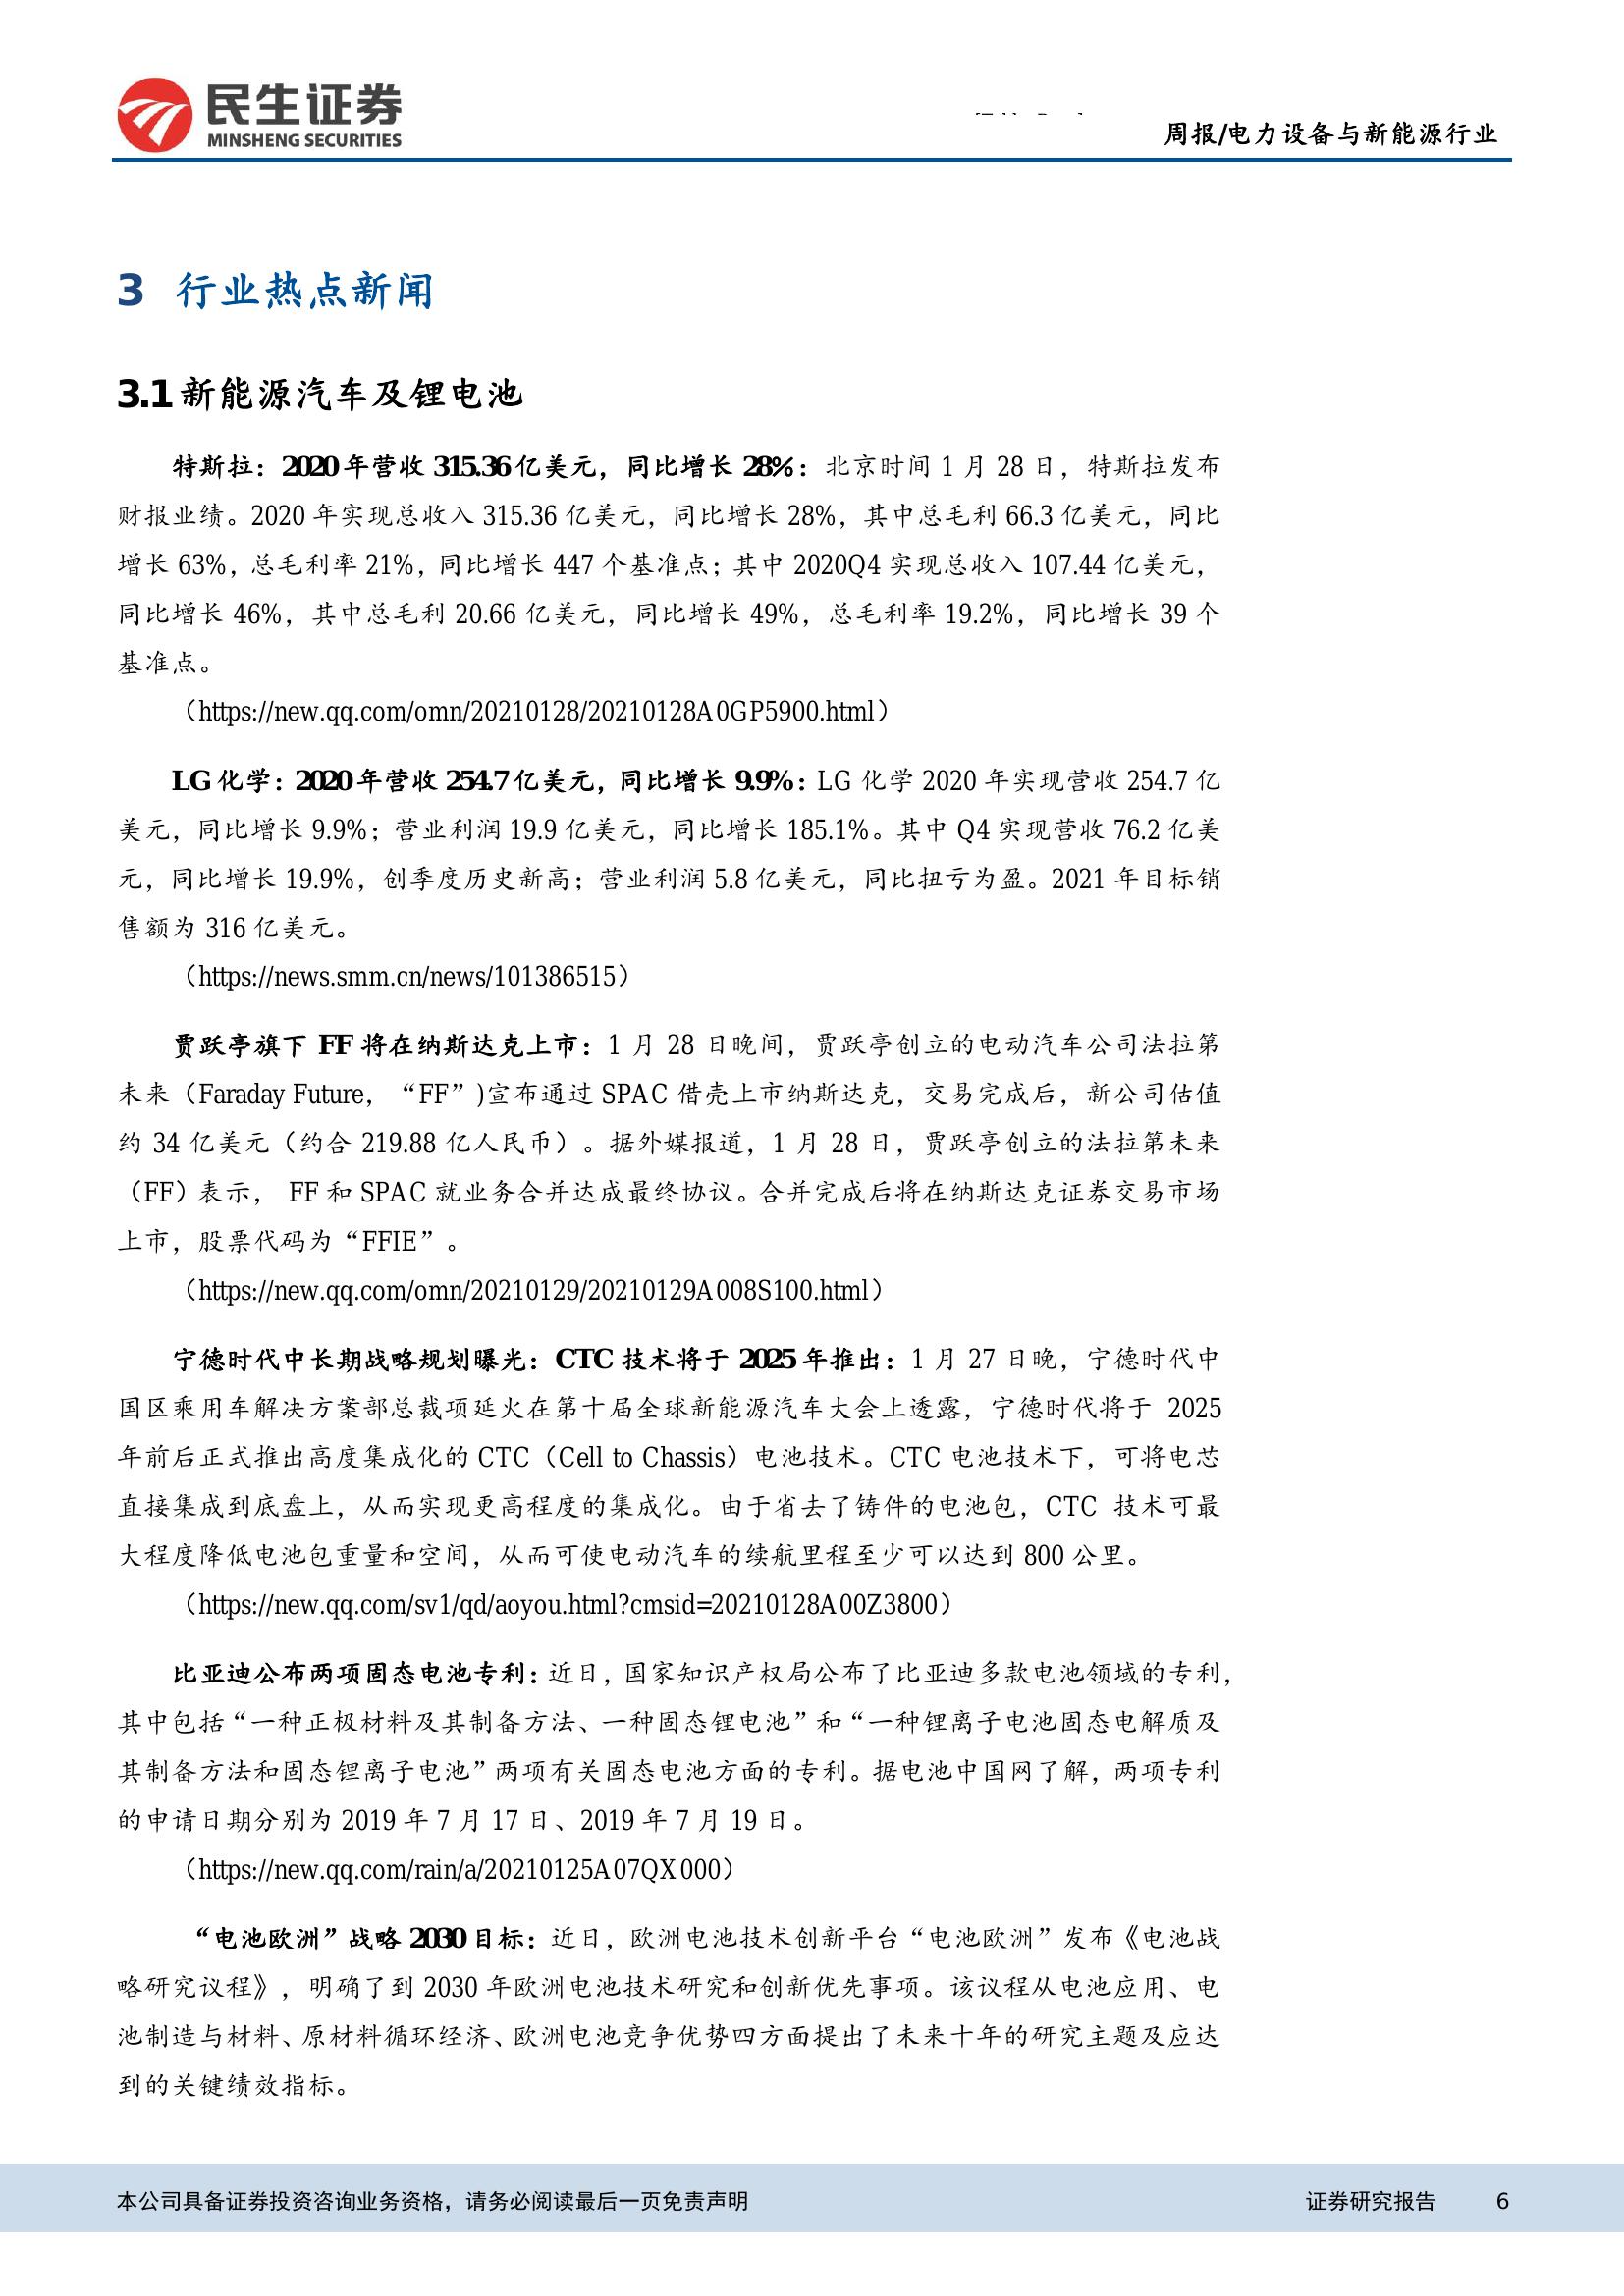 民生证券
MINSHENG SECURITIES
周报/电力设备与新能源行业
3 行业热点新闻
3.1新能源汽车及锂电池
特斯拉：2020 年营收 315.36 亿美元，同比增长 28%：北京时间 1 月 28 日，特斯拉发布
财报业绩。2020 年实现总收入 315.36 亿美元，同比增长 28%，其中总毛利 66.3 亿美元，同比
增长 63%，总毛利率 21%，同比增长 447 个基准点；其中 2020Q4 实现总收入 107.44 亿美元，
同比增长 46%，其中总毛利 20.66 亿美元，同比增长 49%，总毛利率 19.2%，同比增长 39 个
基准点。
（https://new.qq.com/omn/20210128/20210128A0GP5900.html）
LG 化学：2020 年营收 254.7 亿美元，同比增长 9.9%：LG 化学 2020 年实现营收 254.7 亿
美元，同比增长 9.9%；营业利润 19.9 亿美元，同比增长 185.1%。其中 Q4 实现营收 76.2 亿美
元，同比增长 19.9%，创季度历史新高；营业利润 5.8 亿美元，同比扭亏为盈。2021 年目标销
售额为 316 亿美元。
（https://news.smm.cn/news/101386515）
贾跃亭旗下 FF 将在纳斯达克上市：1 月 28 日晚间，贾跃亭创立的电动汽车公司法拉第
未来（Faraday Future，“FF”)宣布通过 SPAC 借壳上市纳斯达克，交易完成后，新公司估值
约 34 亿美元（约合 219.88 亿人民币）。据外媒报道，1 月 28 日，贾跃亭创立的法拉第未来
（FF）表示， FF 和 SPAC 就业务合并达成最终协议。合并完成后将在纳斯达克证券交易市场
上市，股票代码为“FFIE”。
（https://new.qq.com/omn/20210129/20210129A008S100.html）
宁德时代中长期战略规划曝光：CTC 技术将于 2025 年推出：1 月 27 日晚，宁德时代中
国区乘用车解决方案部总裁项延火在第十届全球新能源汽车大会上透露，宁德时代将于 2025
年前后正式推出高度集成化的 CTC（Cell to Chassis）电池技术。CTC 电池技术下，可将电芯
直接集成到底盘上，从而实现更高程度的集成化。由于省去了铸件的电池包，CTC 技术可最
大程度降低电池包重量和空间，从而可使电动汽车的续航里程至少可以达到 800 公里。
（https://new.qq.com/sv1/qd/aoyou.html?cmsid=20210128A00Z3800）
比亚迪公布两项固态电池专利：近日，国家知识产权局公布了比亚迪多款电池领域的专利，
其中包括“一种正极材料及其制备方法、一种固态锂电池”和“一种锂离子电池固态电解质及
其制备方法和固态锂离子电池”两项有关固态电池方面的专利。据电池中国网了解，两项专利
的申请日期分别为 2019 年 7 月 17 日、2019 年 7 月 19 日。
（https://new.qq.com/rain/a/20210125A07QX000）
“电池欧洲”战略 2030 目标：近日，欧洲电池技术创新平台“电池欧洲”发布《电池战
略研究议程》，明确了到 2030 年欧洲电池技术研究和创新优先事项。该议程从电池应用、电
池制造与材料、原材料循环经济、欧洲电池竞争优势四方面提出了未来十年的研究主题及应达
到的关键绩效指标。
本公司具备证券投资咨询业务资格，请务必阅读最后一页免责声明
证券研究报告 6